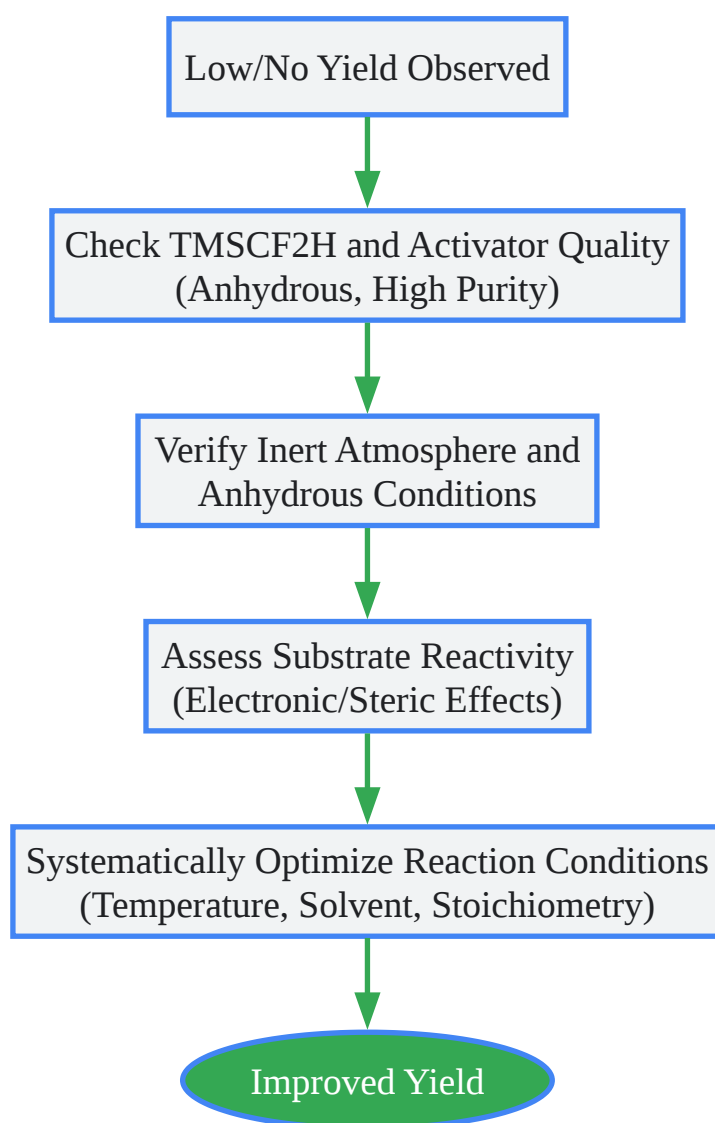 Low/No Yield Observed
Check TMSCF2H and Activator Quality
(Anhydrous, High Purity)
Verify Inert Atmosphere and
Anhydrous Conditions
Assess Substrate Reactivity
(Electronic/Steric Effects)
Systematically Optimize Reaction Conditions
(Temperature, Solvent, Stoichiometry)
Improved Yield